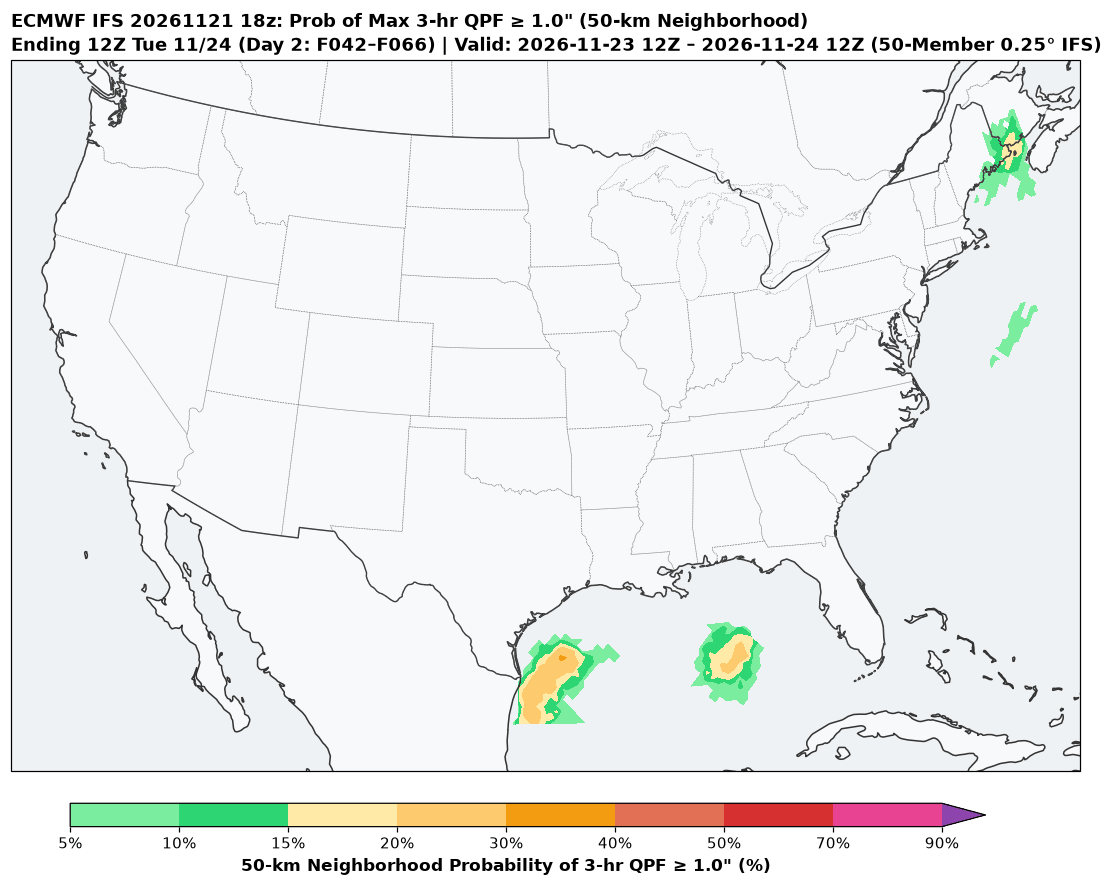 ECMWF IFS 20261121 18z: Prob of Max 3-hr QPF ≥ 1.0" (50-km Neighborhood)
Ending 12Z Tue 11/24 (Day 2: F042–F066) | Valid: 2026-11-23 12Z – 2026-11-24 12Z (50-Member 0.25° IFS)
5% 10% 15% 20% 30% 40% 50% 70% 90%
50-km Neighborhood Probability of 3-hr QPF ≥ 1.0" (%)